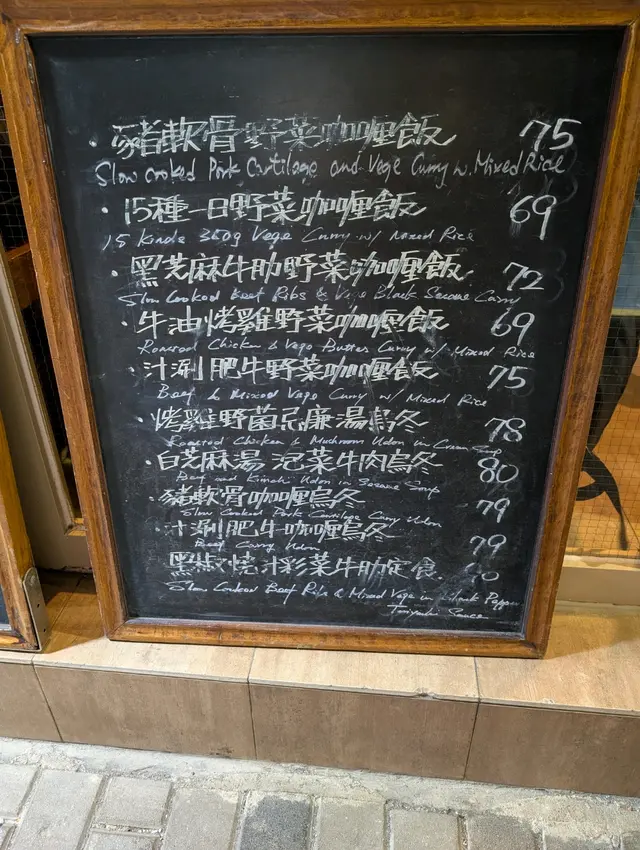 · 豬軟骨野菜咖喱飯 75
Slow Cooked Pork Cartilage and Vege Curry w. Mixed Rice
· 15種一日野菜咖喱飯 69
15 Kinds 350g Vege Curry w/ Mixed Rice
· 黑芝麻牛肋野菜咖喱飯 72
Slow Cooked Beef Ribs & Vege Black Sesame Curry
· 牛油烤雞野菜咖喱飯 69
Roasted Chicken & Vege Butter Curry w/ Mixed Rice
· 汁涮肥牛野菜咖喱飯 75
Beef & Mixed Vege Curry w/ Mixed Rice
· 烤雞野菌忌廉湯烏冬 78
Roasted Chicken & Mushroom Udon in Cream Soup
· 白芝麻湯泡菜牛肉烏冬 80
Beef and Kimchi Udon in Sesame Soup
· 豬軟骨咖喱烏冬 79
Slow Cooked Pork Cartilage Curry Udon
· 汁涮肥牛咖喱烏冬 79
Beef Curry Udon
黑椒燒汁彩菜牛肋定食
Slow Cooked Beef Ribs & Mixed Vege in Black Pepper
Teriyaki Sauce